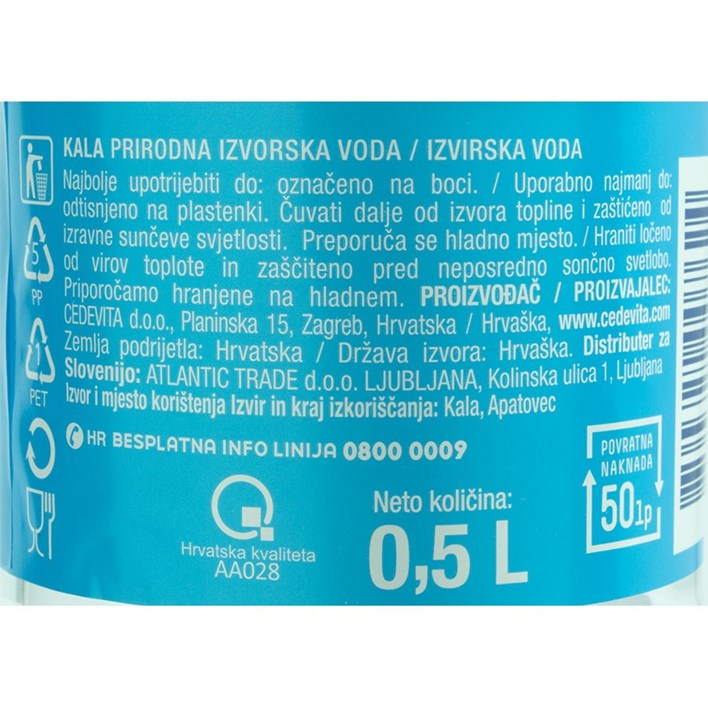 KALA PRIRODNA IZVORSKA VODA / IZVIRSKA VODA
Najbolje upotrijebiti do: označeno na boci. / Uporabno najmanj do:
odtisnjeno na plastenki. Čuvati dalje od izvora topline i zaštićeno od
izravne sunčeve svjetlosti. Preporuča se hladno mjesto. / Hraniti ločeno
od virov toplote in zaščiteno pred neposredno sončno svetlobo.
Priporočamo hranjene na hladnem. PROIZVOĐAČ / PROIZVAJALEC:
CEDEVITA d.o.o., Planinska 15, Zagreb, Hrvatska / Hrvaška, www.cedevita.com
Zemlja podrijetla: Hrvatska / Država izvora: Hrvaška. Distributer za
Slovenijo: ATLANTIC TRADE d.o.o. LJUBLJANA, Kolinska ulica 1, Ljubljana
Izvor i mjesto korištenja Izvir in kraj izkoriščanja: Kala, Apatovec
HR BESPLATNA INFO LINIJA 0800 0009
5
PP
1
PET
Hrvatska kvaliteta
AA028
Neto količina:
0,5 L
POVRATNA
NAKNADA
50lp